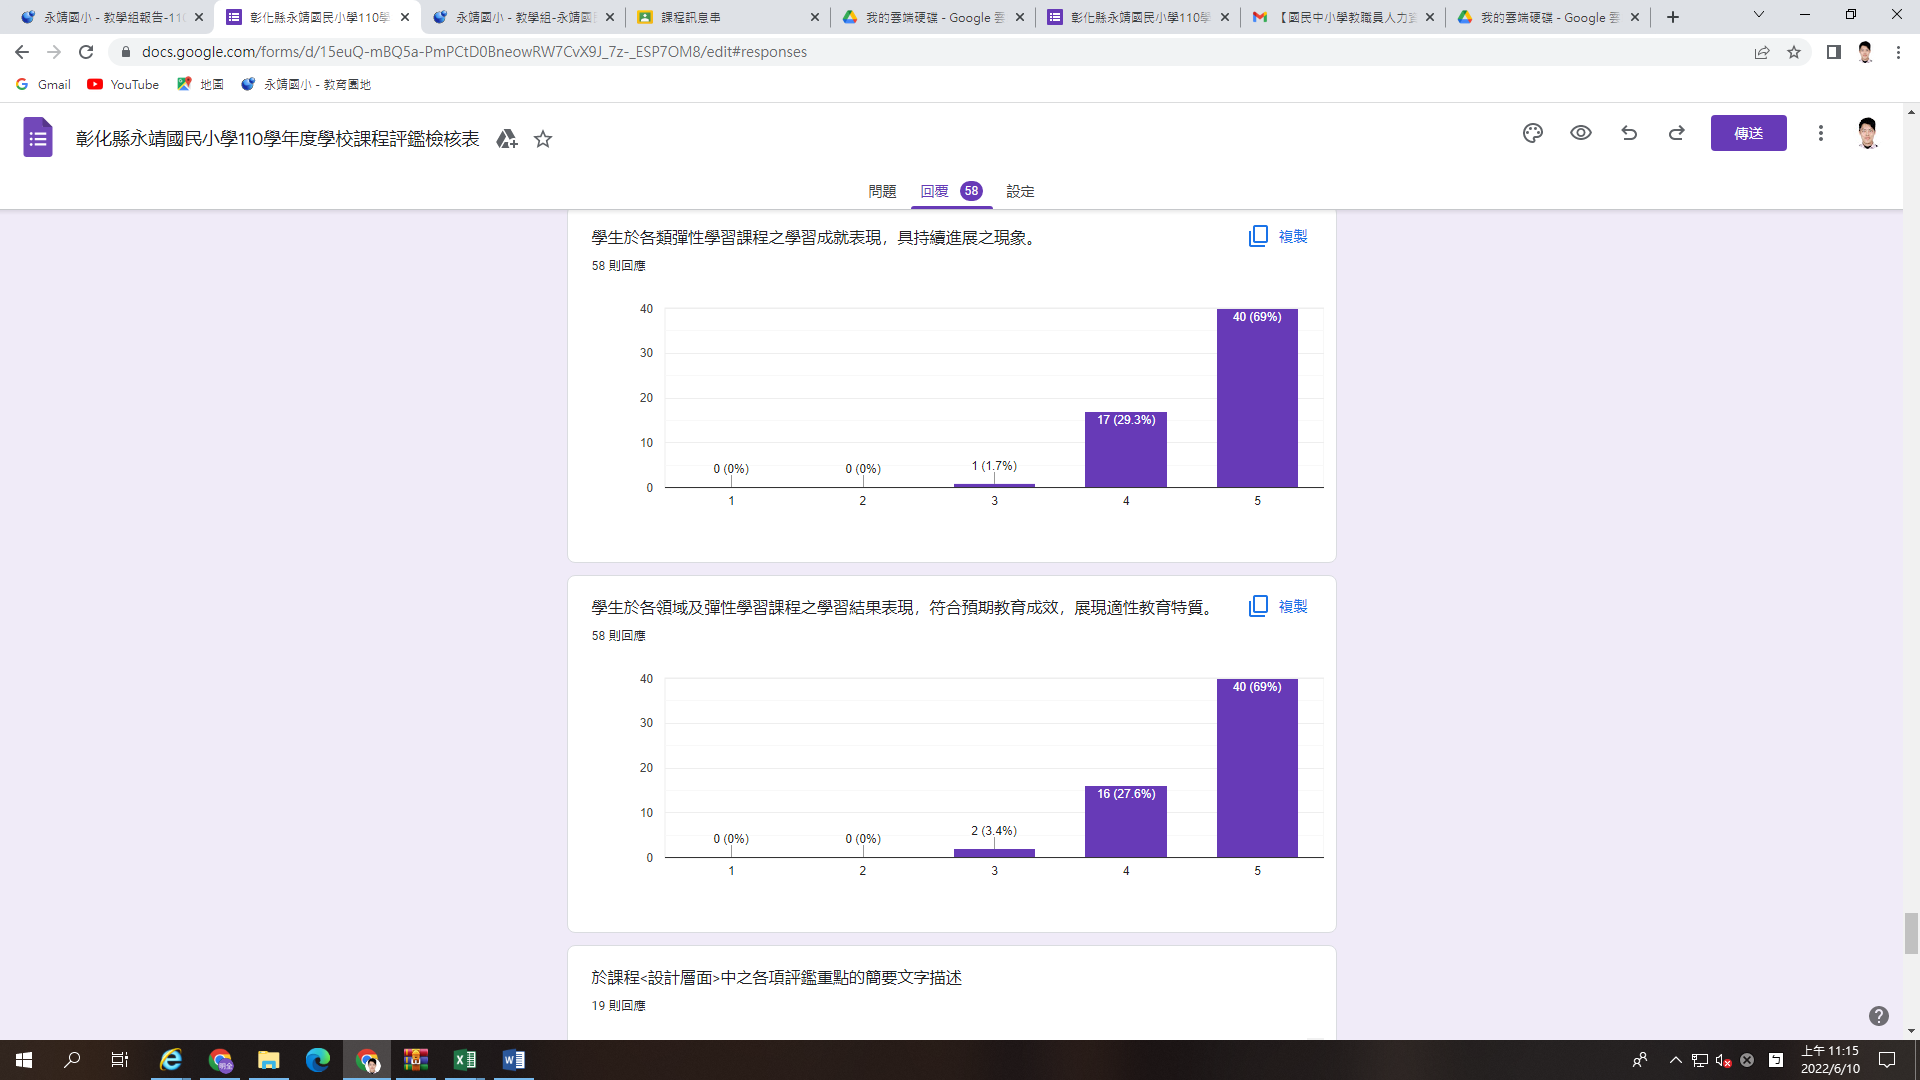 永靖國小 - 教學組報告-110
彰化縣永靖國民小學110學
永靖國小 - 教學組-永靖國民
課程訊息串
我的雲端硬碟 - Google 雲
彰化縣永靖國民小學110學
【國民中小學教職員人力資
我的雲端硬碟 - Google 雲
docs.google.com/forms/d/15euQ-mBQ5a-PmPCtD0BneowRW7CvX9J_7z-_ESP7OM8/edit#responses
Gmail
YouTube
地圖
永靖國小 - 教育園地
彰化縣永靖國民小學110學年度學校課程評鑑檢核表
傳送
問題
回覆 58
設定
學生於各類彈性學習課程之學習成就表現，具持續進展之現象。
複製
58 則回應
40
30
20
10
0
0 (0%)
0 (0%)
1 (1.7%)
17 (29.3%)
40 (69%)
1
2
3
4
5
學生於各領域及彈性學習課程之學習結果表現，符合預期教育成效，展現適性教育特質。
複製
58 則回應
40
30
20
10
0
0 (0%)
0 (0%)
2 (3.4%)
16 (27.6%)
40 (69%)
1
2
3
4
5
於課程<設計層面>中之各項評鑑重點的簡要文字描述
19 則回應
上午 11:15
2022/6/10